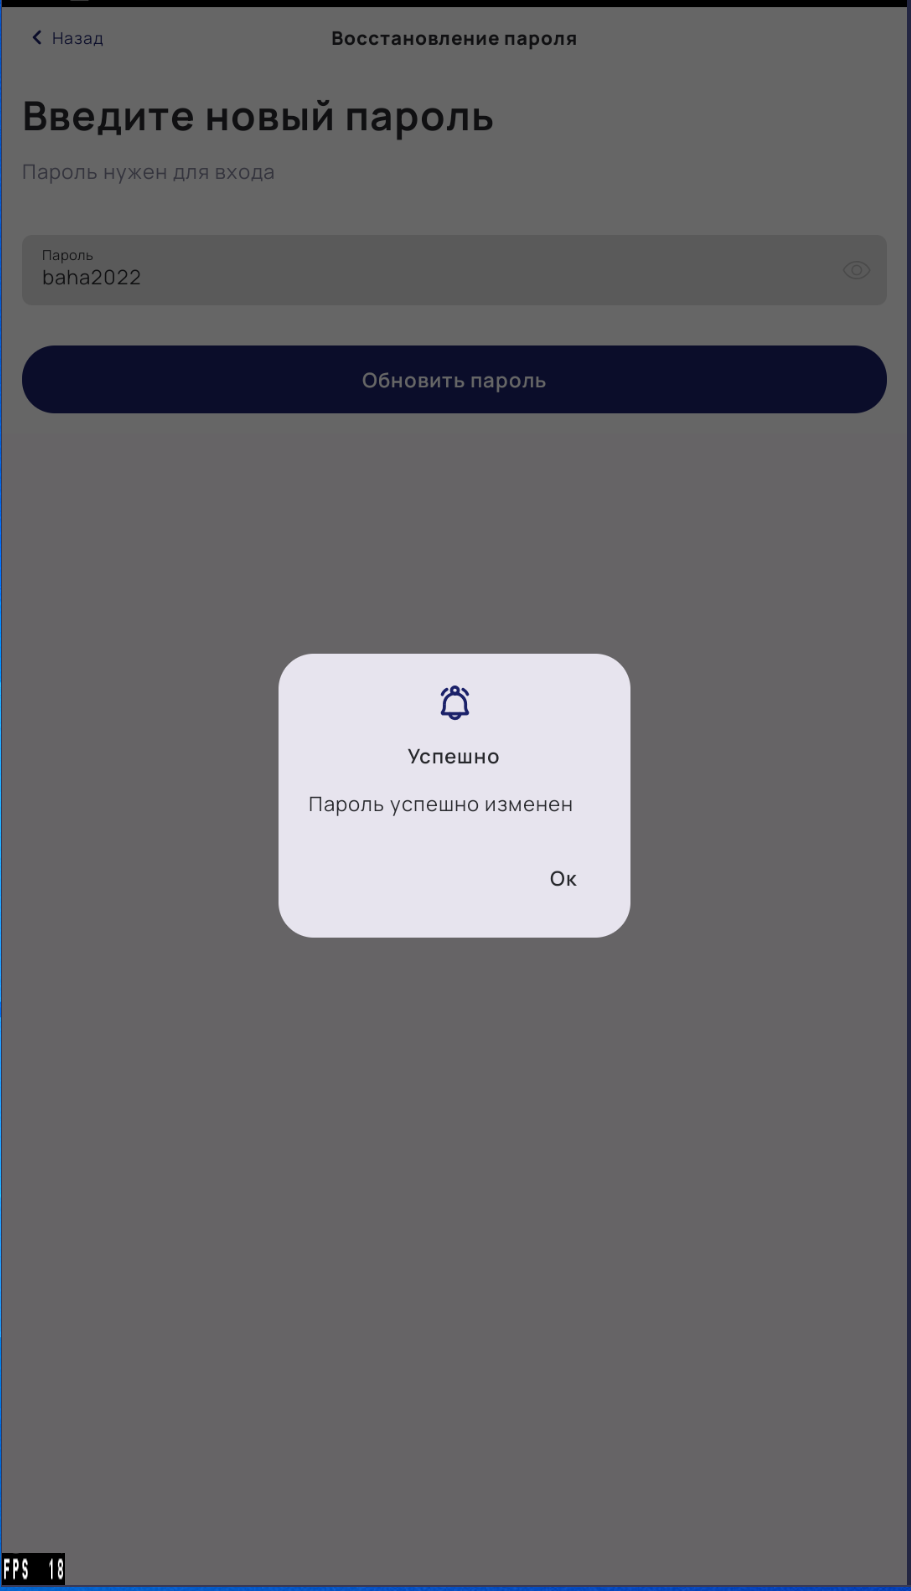 Назад
Восстановление пароля
Введите новый пароль
Пароль нужен для входа
Пароль
baha2022
Обновить пароль
Успешно
Пароль успешно изменен
Ок
FPS 18